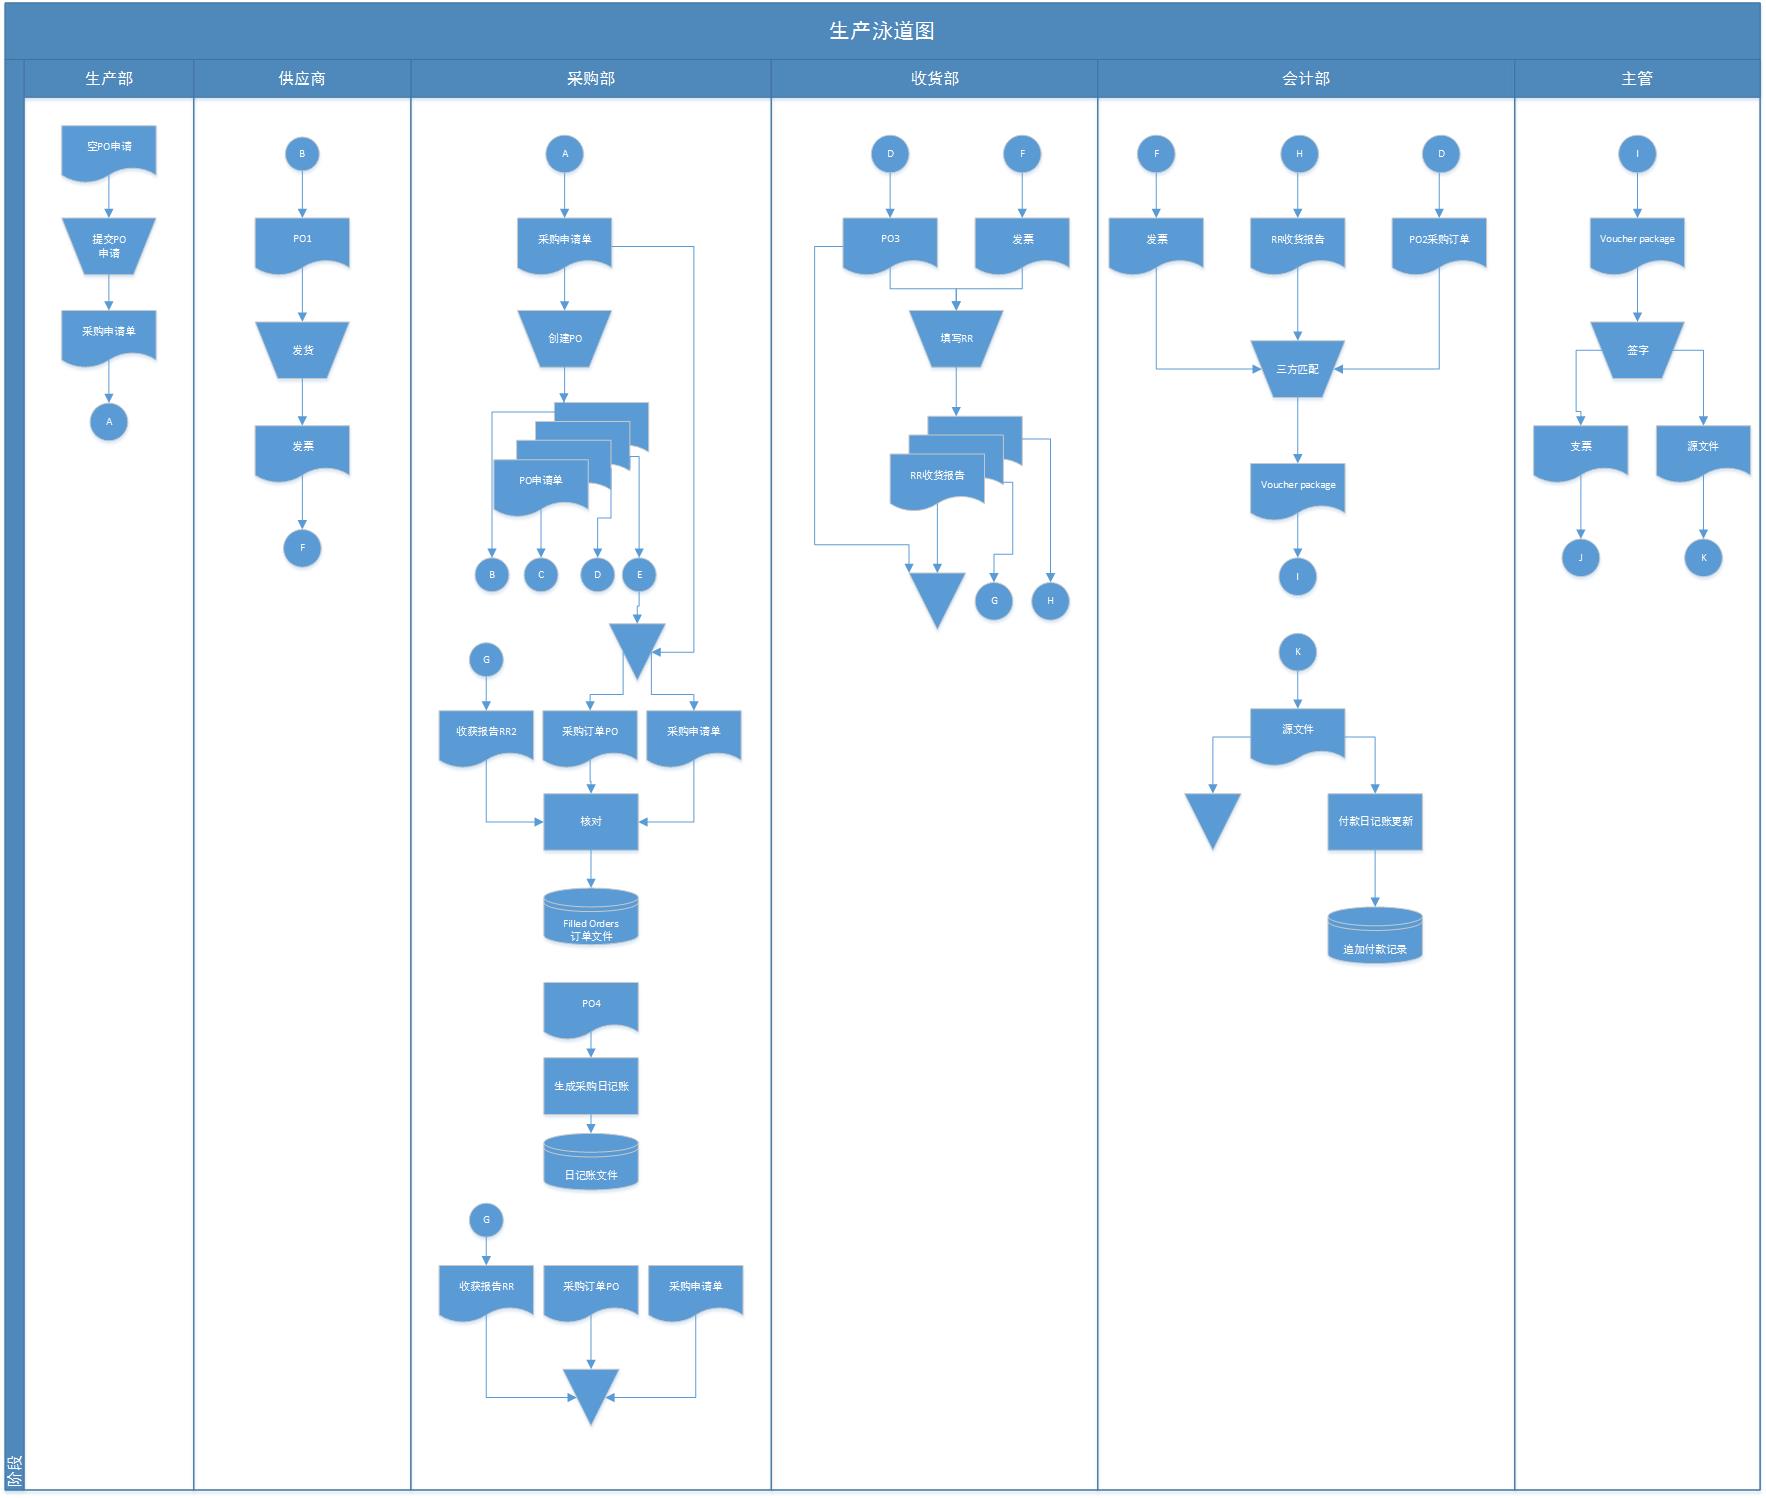 生产泳道图
生产部
供应商
采购部
收货部
会计部
主管
阶段
空PO申请
提交PO
申请
采购申请单
A
B
PO1
发货
发票
F
A
采购申请单
创建PO
PO申请单
B
C
D
E
G
收获报告RR2
采购订单PO
采购申请单
核对
Filled Orders
订单文件
PO4
生成采购日记账
日记账文件
G
收获报告RR
采购订单PO
采购申请单
D
F
PO3
发票
填写RR
RR收货报告
G
H
F
H
D
发票
RR收货报告
PO2采购订单
三方匹配
Voucher package
I
K
源文件
付款日记账更新
追加付款记录
I
Voucher package
签字
支票
源文件
J
K